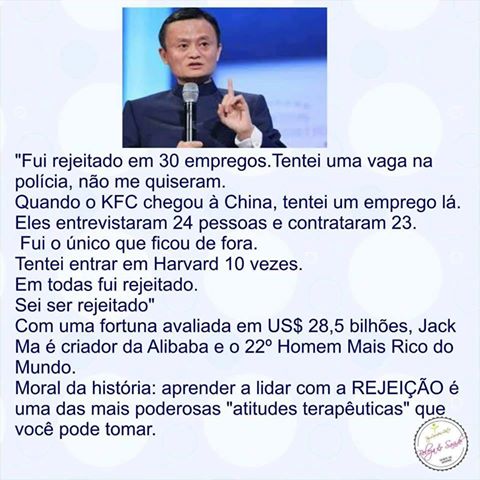 "Fui rejeitado em 30 empregos.Tentei uma vaga na
polícia, não me quiseram.
Quando o KFC chegou à China, tentei um emprego lá.
Eles entrevistaram 24 pessoas e contrataram 23.
Fui o único que ficou de fora.
Tentei entrar em Harvard 10 vezes.
Em todas fui rejeitado.
Sei ser rejeitado"
Com uma fortuna avaliada em US$ 28,5 bilhões, Jack
Ma é criador da Alibaba e o 22º Homem Mais Rico do
Mundo.
Moral da história: aprender a lidar com a REJEIÇÃO é
uma das mais poderosas "atitudes terapêuticas" que
você pode tomar.